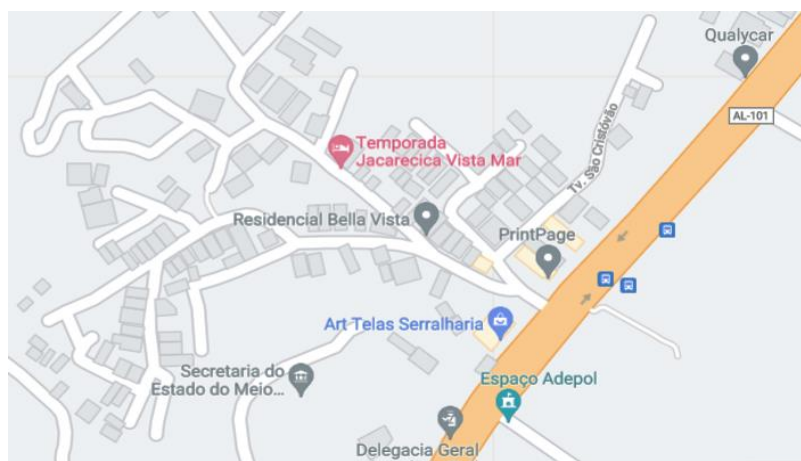 Qualycar
AL-101
Tv. São Cristóvão
Temporada
Jacarecica Vista Mar
Residencial Bella Vista
PrintPage
Art Telas Serralharia
Secretaria do
Estado do Meio...
Espaço Adepol
Delegacia Geral